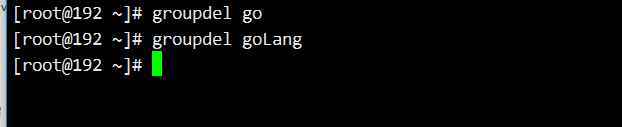 [root@192 ~]# groupdel go
[root@192 ~]# groupdel goLang
[root@192 ~]#